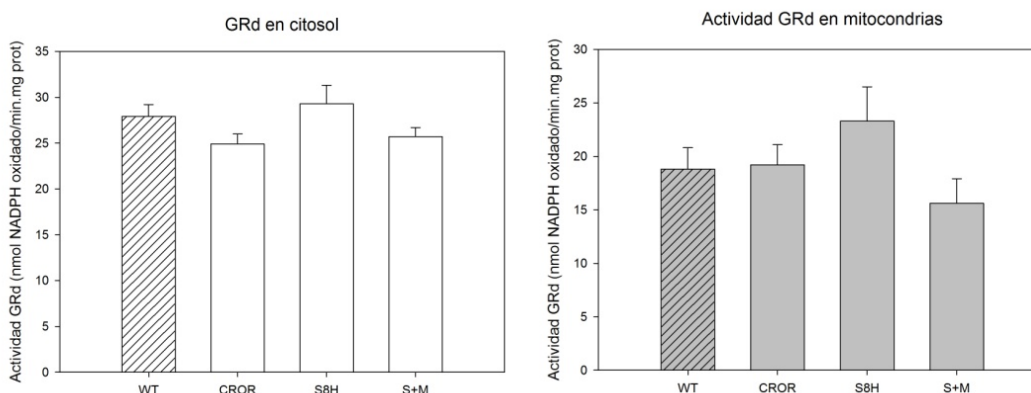 GRd en citosol
Actividad GRd (nmol NADPH oxidado/min.mg prot)
35
30
25
20
15
10
5
0
WT CROR S8H S+M
Actividad GRd en mitocondrias
Actividad GRd (nmol NADPH oxidado/min.mg prot)
30
25
20
15
10
5
0
WT CROR S8H S+M